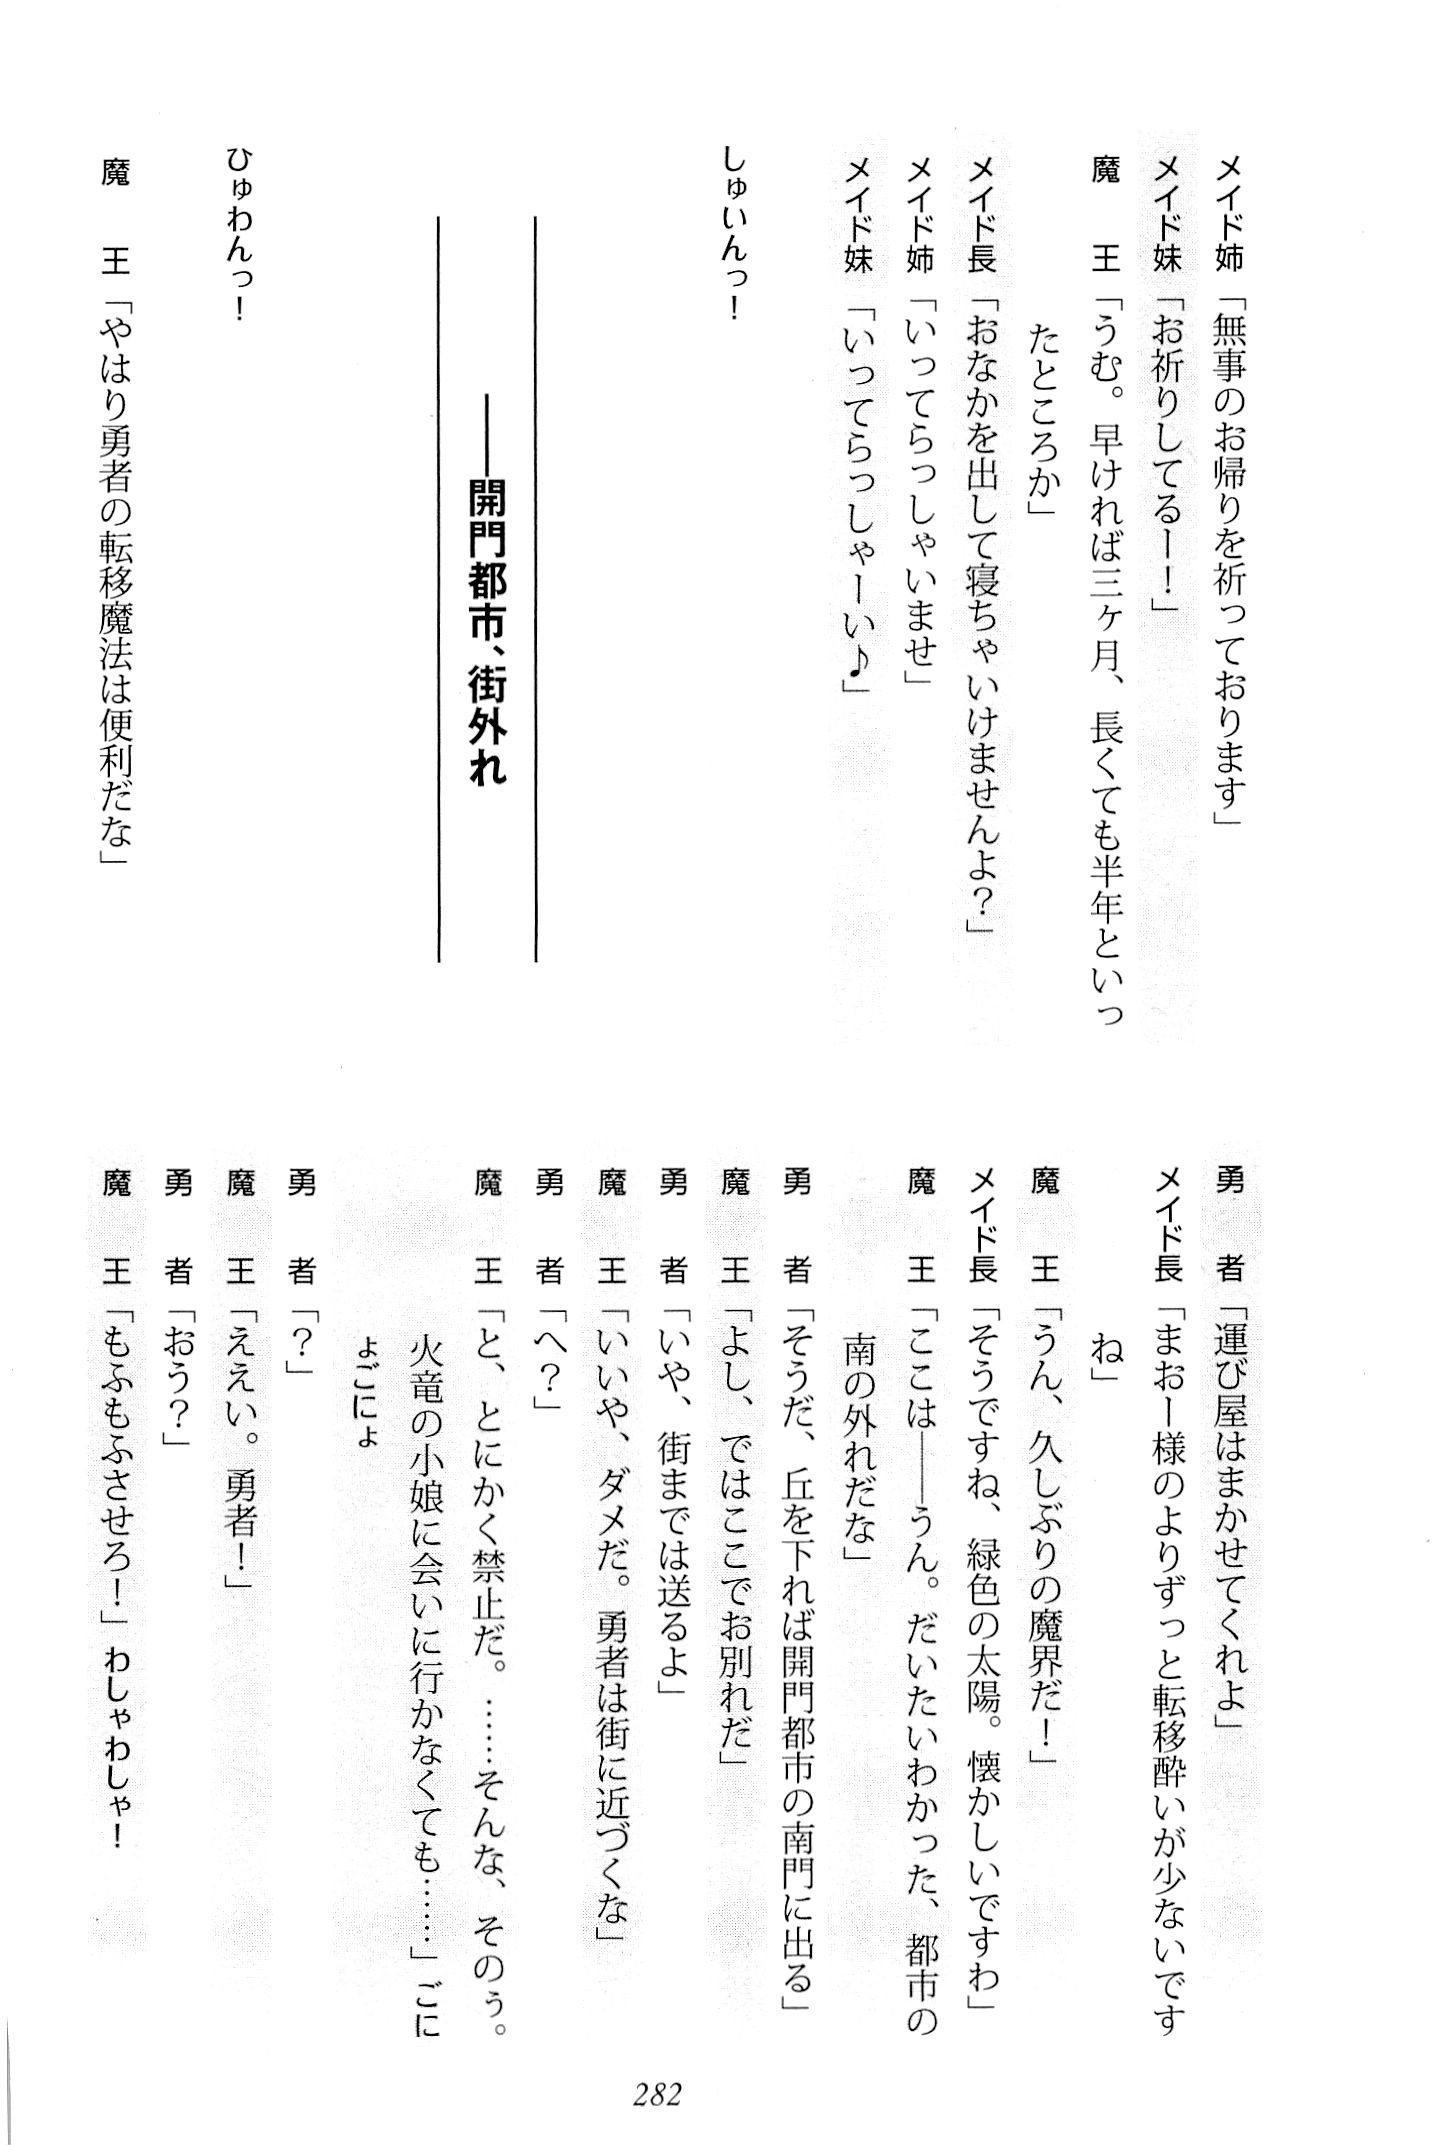 メイド姉「無事のお帰りを祈っております」
メイド妹「お祈りしてるー！」
魔　王「うむ。早ければ三ヶ月、長くても半年といっ
たところか」
メイド長「おなかを出して寝ちゃいけませんよ？」
メイド姉「いってらっしゃいませ」
メイド妹「いってらっしゃーい♪」
しゅいんっ！
――開門都市、街外れ
ひゅわんっ！
魔　王「やはり勇者の転移魔法は便利だな」
勇　者「運び屋はまかせてくれよ」
メイド長「まおー様のよりずっと転移酔いが少ないです
ね」
魔　王「うん、久しぶりの魔界だ！」
メイド長「そうですね、緑色の太陽。懐かしいですわ」
魔　王「ここは――うん。だいたいわかった、都市の
南の外れだな」
勇　者「そうだ、丘を下れば開門都市の南門に出る」
魔　王「よし、ではここでお別れだ」
勇　者「いや、街までは送るよ」
魔　王「いいや、ダメだ。勇者は街に近づくな」
勇　者「へ？」
魔　王「と、とにかく禁止だ。……そんな、そのぅ。
火竜の小娘に会いに行かなくても……」ごに
ょごにょ
勇　者「？」
魔　王「ええい。勇者！」
勇　者「おう？」
魔　王「もふもふさせろ！」わしゃわしゃ！
282